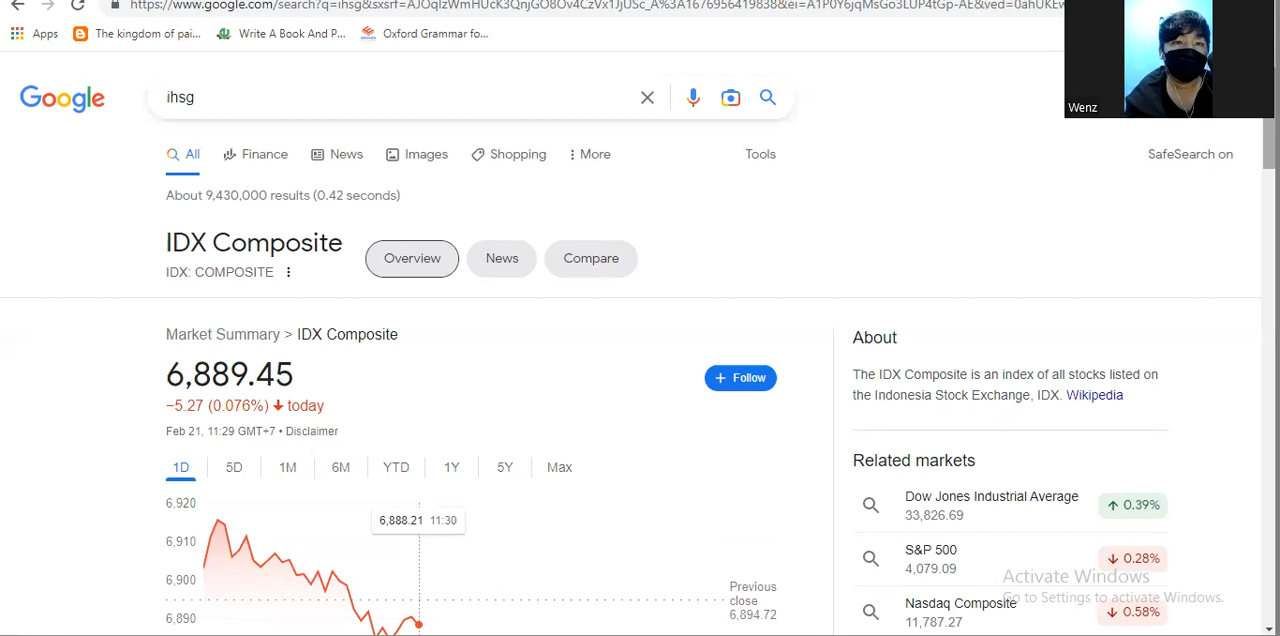 https://www.google.com/search?q=ihsg&sxsrf=
Apps
The kingdom of pai...
Write A Book And P...
Oxford Grammar fo...
Wenz
Google
ihsg
All
Finance
News
Images
Shopping
More
Tools
SafeSearch on
About 9,430,000 results (0.42 seconds)
IDX Composite
IDX: COMPOSITE
Overview
News
Compare
Market Summary > IDX Composite
6,889.45
−5.27 (0.076%) ↓ today
Feb 21, 11:29 GMT+7 • Disclaimer
+ Follow
1D
5D
1M
6M
YTD
1Y
5Y
Max
6,920
6,910
6,900
6,890
6,888.21 11:30
Previous
close
6,894.72
About
The IDX Composite is an index of all stocks listed on
the Indonesia Stock Exchange, IDX. Wikipedia
Related markets
Dow Jones Industrial Average
33,826.69
↑ 0.39%
S&P 500
4,079.09
↓ 0.28%
Nasdaq Composite
11,787.27
↓ 0.58%
Activate Windows
Go to Settings to activate Windows.